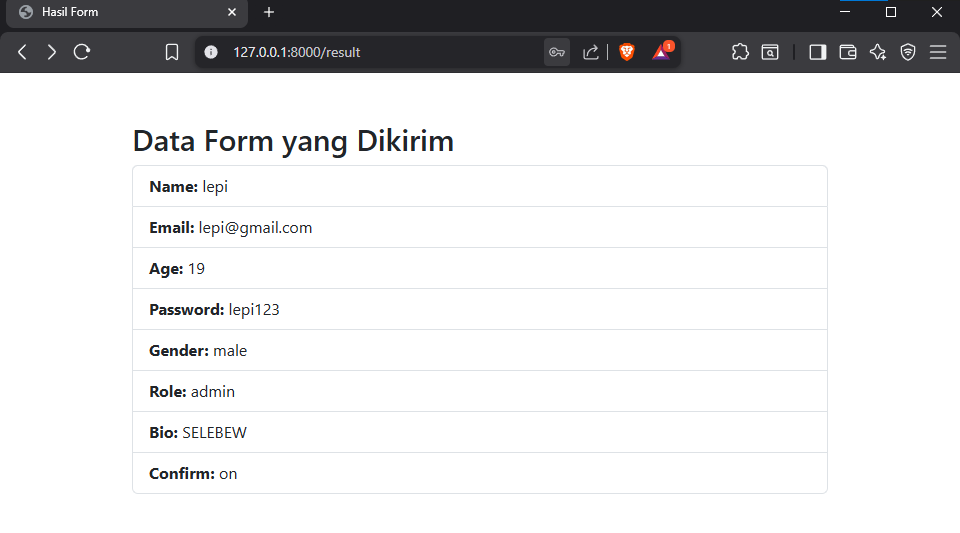 Hasil Form
127.0.0.1:8000/result
1
Data Form yang Dikirim
Name: lepi
Email: lepi@gmail.com
Age: 19
Password: lepi123
Gender: male
Role: admin
Bio: SELEBEW
Confirm: on